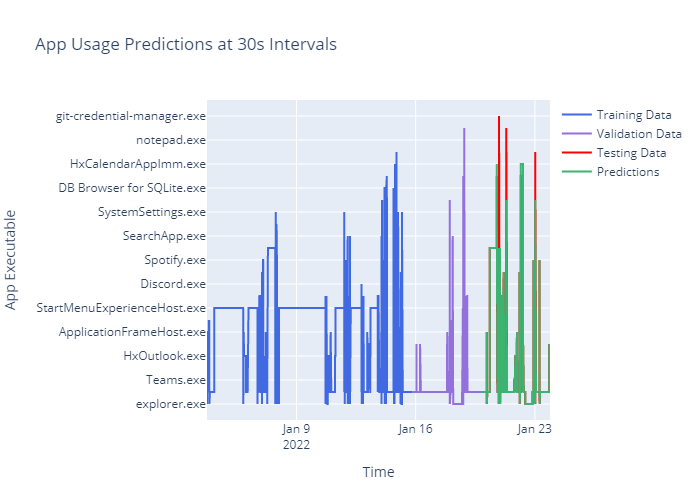 App Usage Predictions at 30s Intervals
git-credential-manager.exe
notepad.exe
HxCalendarAppImm.exe
DB Browser for SQLite.exe
SystemSettings.exe
SearchApp.exe
Spotify.exe
Discord.exe
StartMenuExperienceHost.exe
ApplicationFrameHost.exe
HxOutlook.exe
Teams.exe
explorer.exe
App Executable
Jan 9
2022
Jan 16
Jan 23
Time
Training Data
Validation Data
Testing Data
Predictions